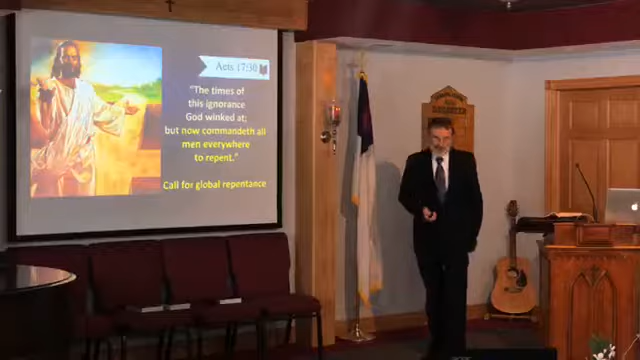 Acts 17:30
"The times of
this ignorance
God winked at;
but now commandeth all
men everywhere
to repent."
Call for global repentance